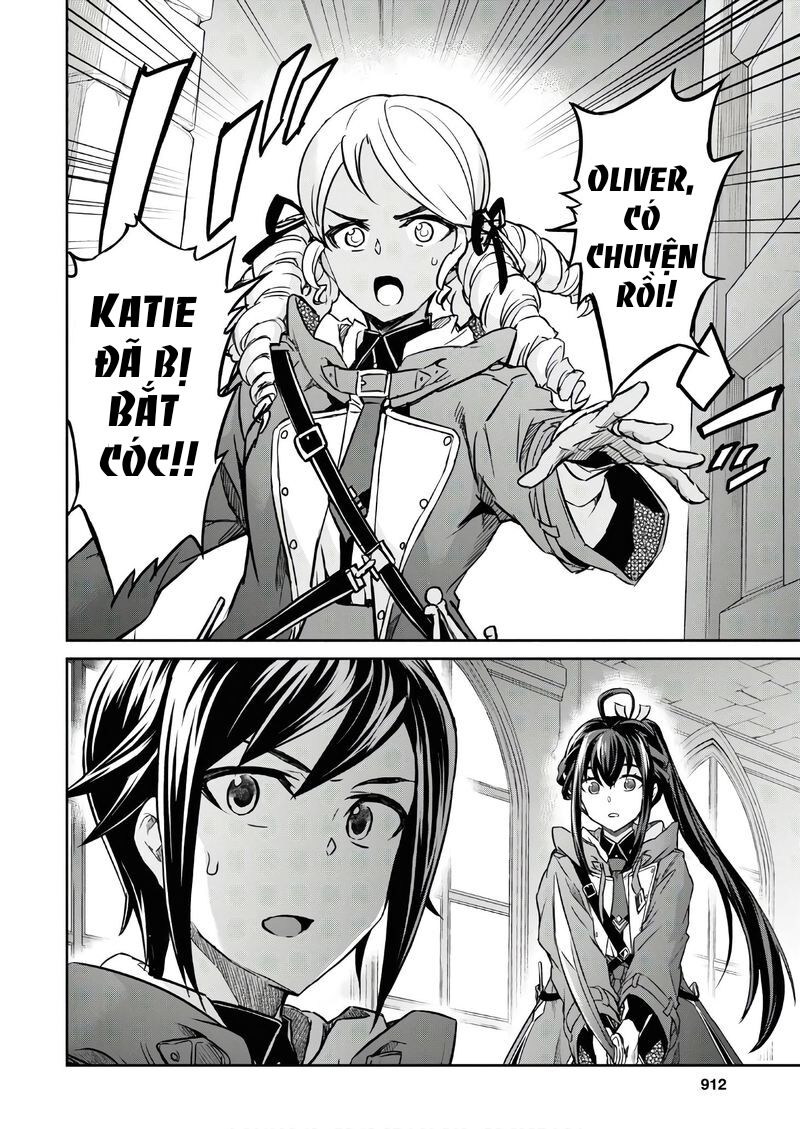 OLIVER,
CÓ
CHUYỆN
RỒI!
KATIE
ĐÃ BỊ
BẮT
CÓC!!
912